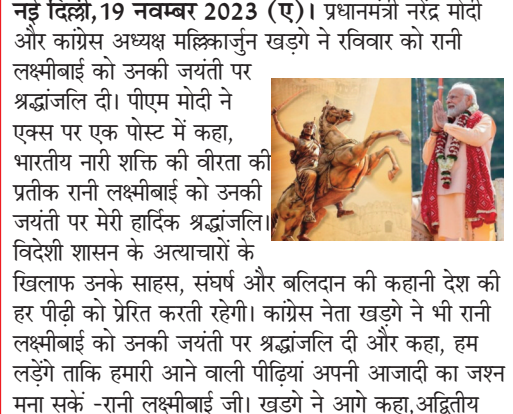 नई दिल्ली,19 नवम्बर 2023 (ए)। प्रधानमंत्री नरेंद्र मोदी
और कांग्रेस अध्यक्ष मल्लिकार्जुन खड़गे ने रविवार को रानी
लक्ष्मीबाई को उनकी जयंती पर
श्रद्धांजलि दी। पीएम मोदी ने
एक्स पर एक पोस्ट में कहा,
भारतीय नारी शक्ति की वीरता की
प्रतीक रानी लक्ष्मीबाई को उनकी
जयंती पर मेरी हार्दिक श्रद्धांजलि।
विदेशी शासन के अत्याचारों के
खिलाफ उनके साहस, संघर्ष और बलिदान की कहानी देश की
हर पीढ़ी को प्रेरित करती रहेगी। कांग्रेस नेता खड़गे ने भी रानी
लक्ष्मीबाई को उनकी जयंती पर श्रद्धांजलि दी और कहा, हम
लड़ेंगे ताकि हमारी आने वाली पीढ़ियां अपनी आजादी का जश्न
मना सकें -रानी लक्ष्मीबाई जी। खड़गे ने आगे कहा,अद्वितीय